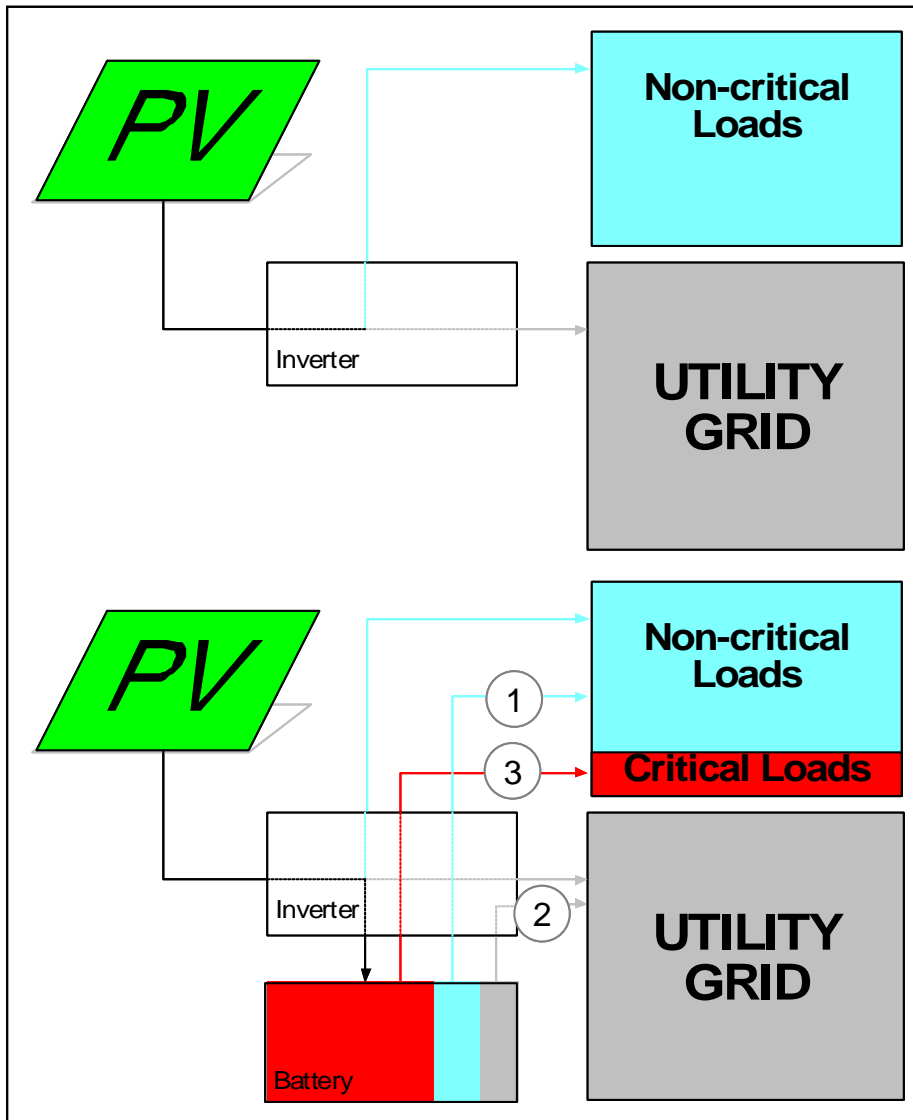 PV
Non-critical
Loads
Inverter
UTILITY
GRID
PV
Non-critical
Loads
1
3
Critical Loads
Inverter
2
UTILITY
GRID
Battery